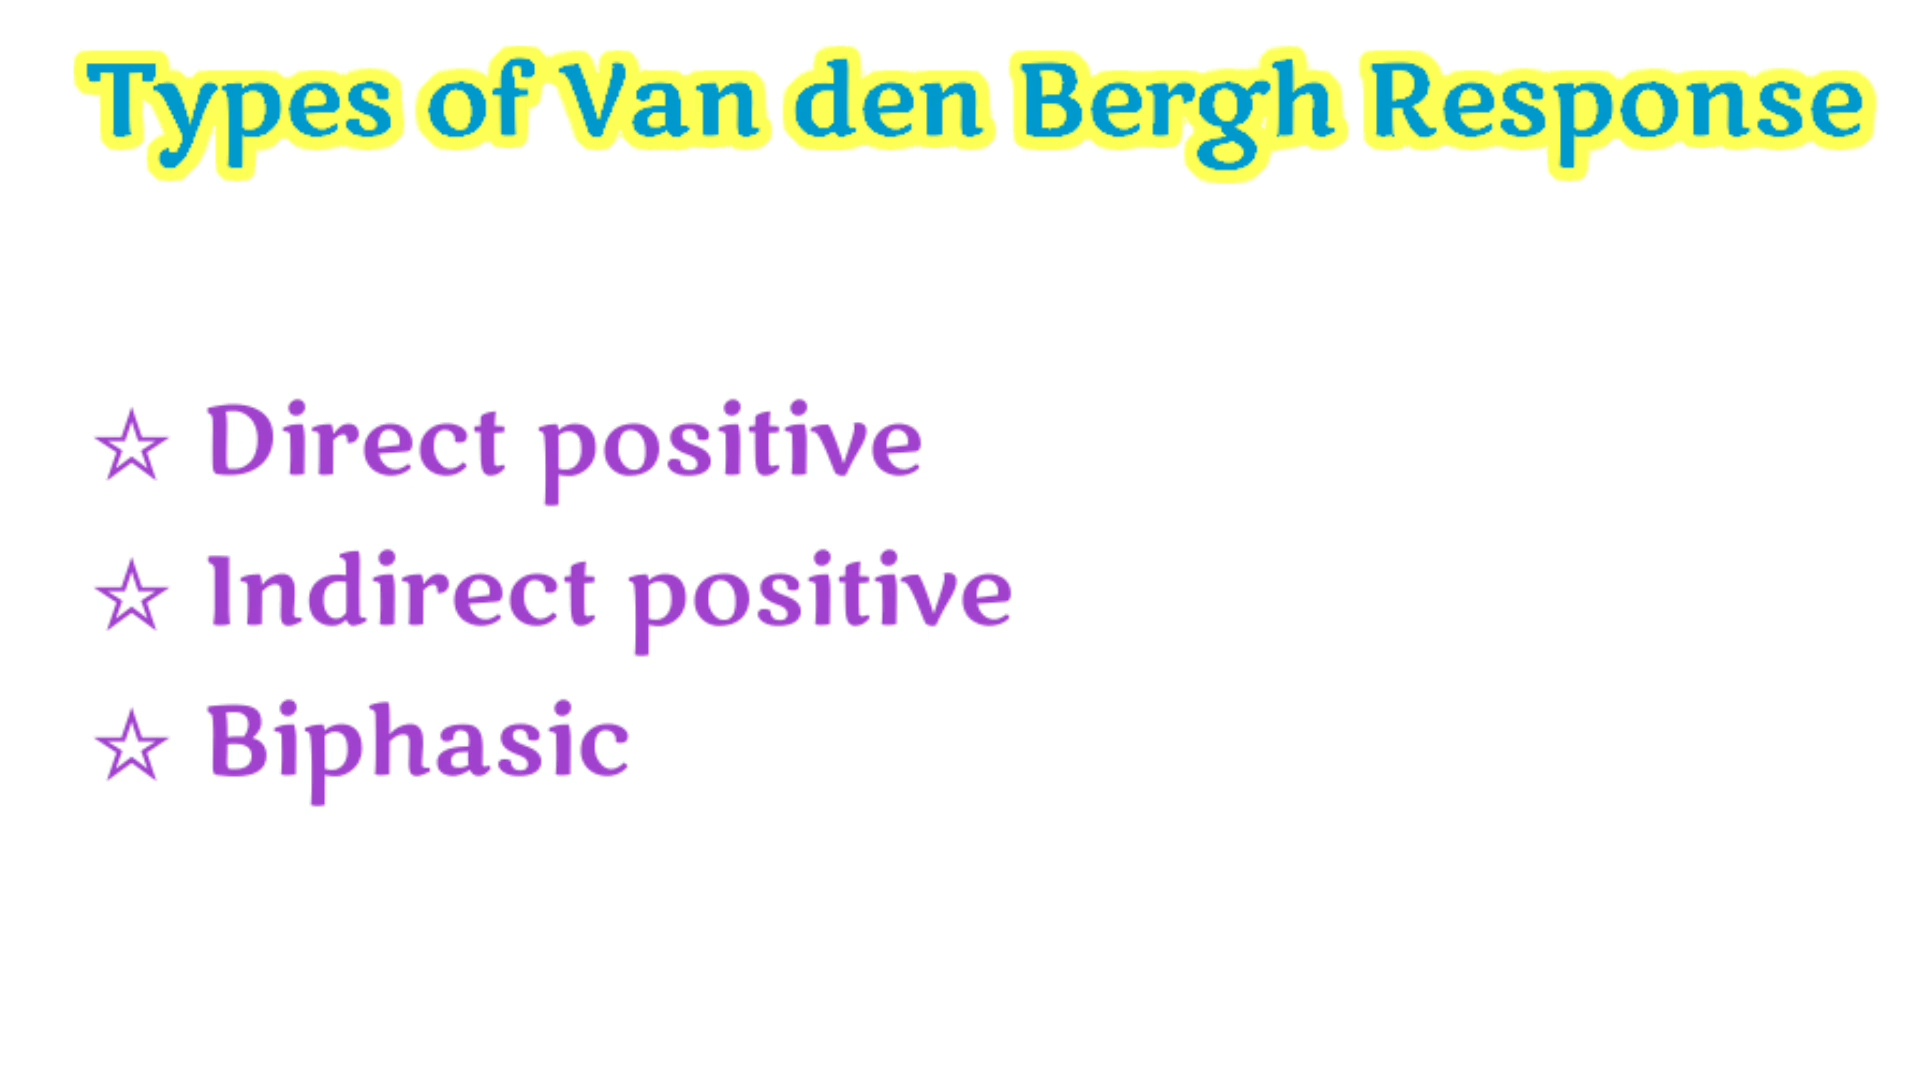 Types of Van den Bergh Response
☆ Direct positive
☆ Indirect positive
☆ Biphasic